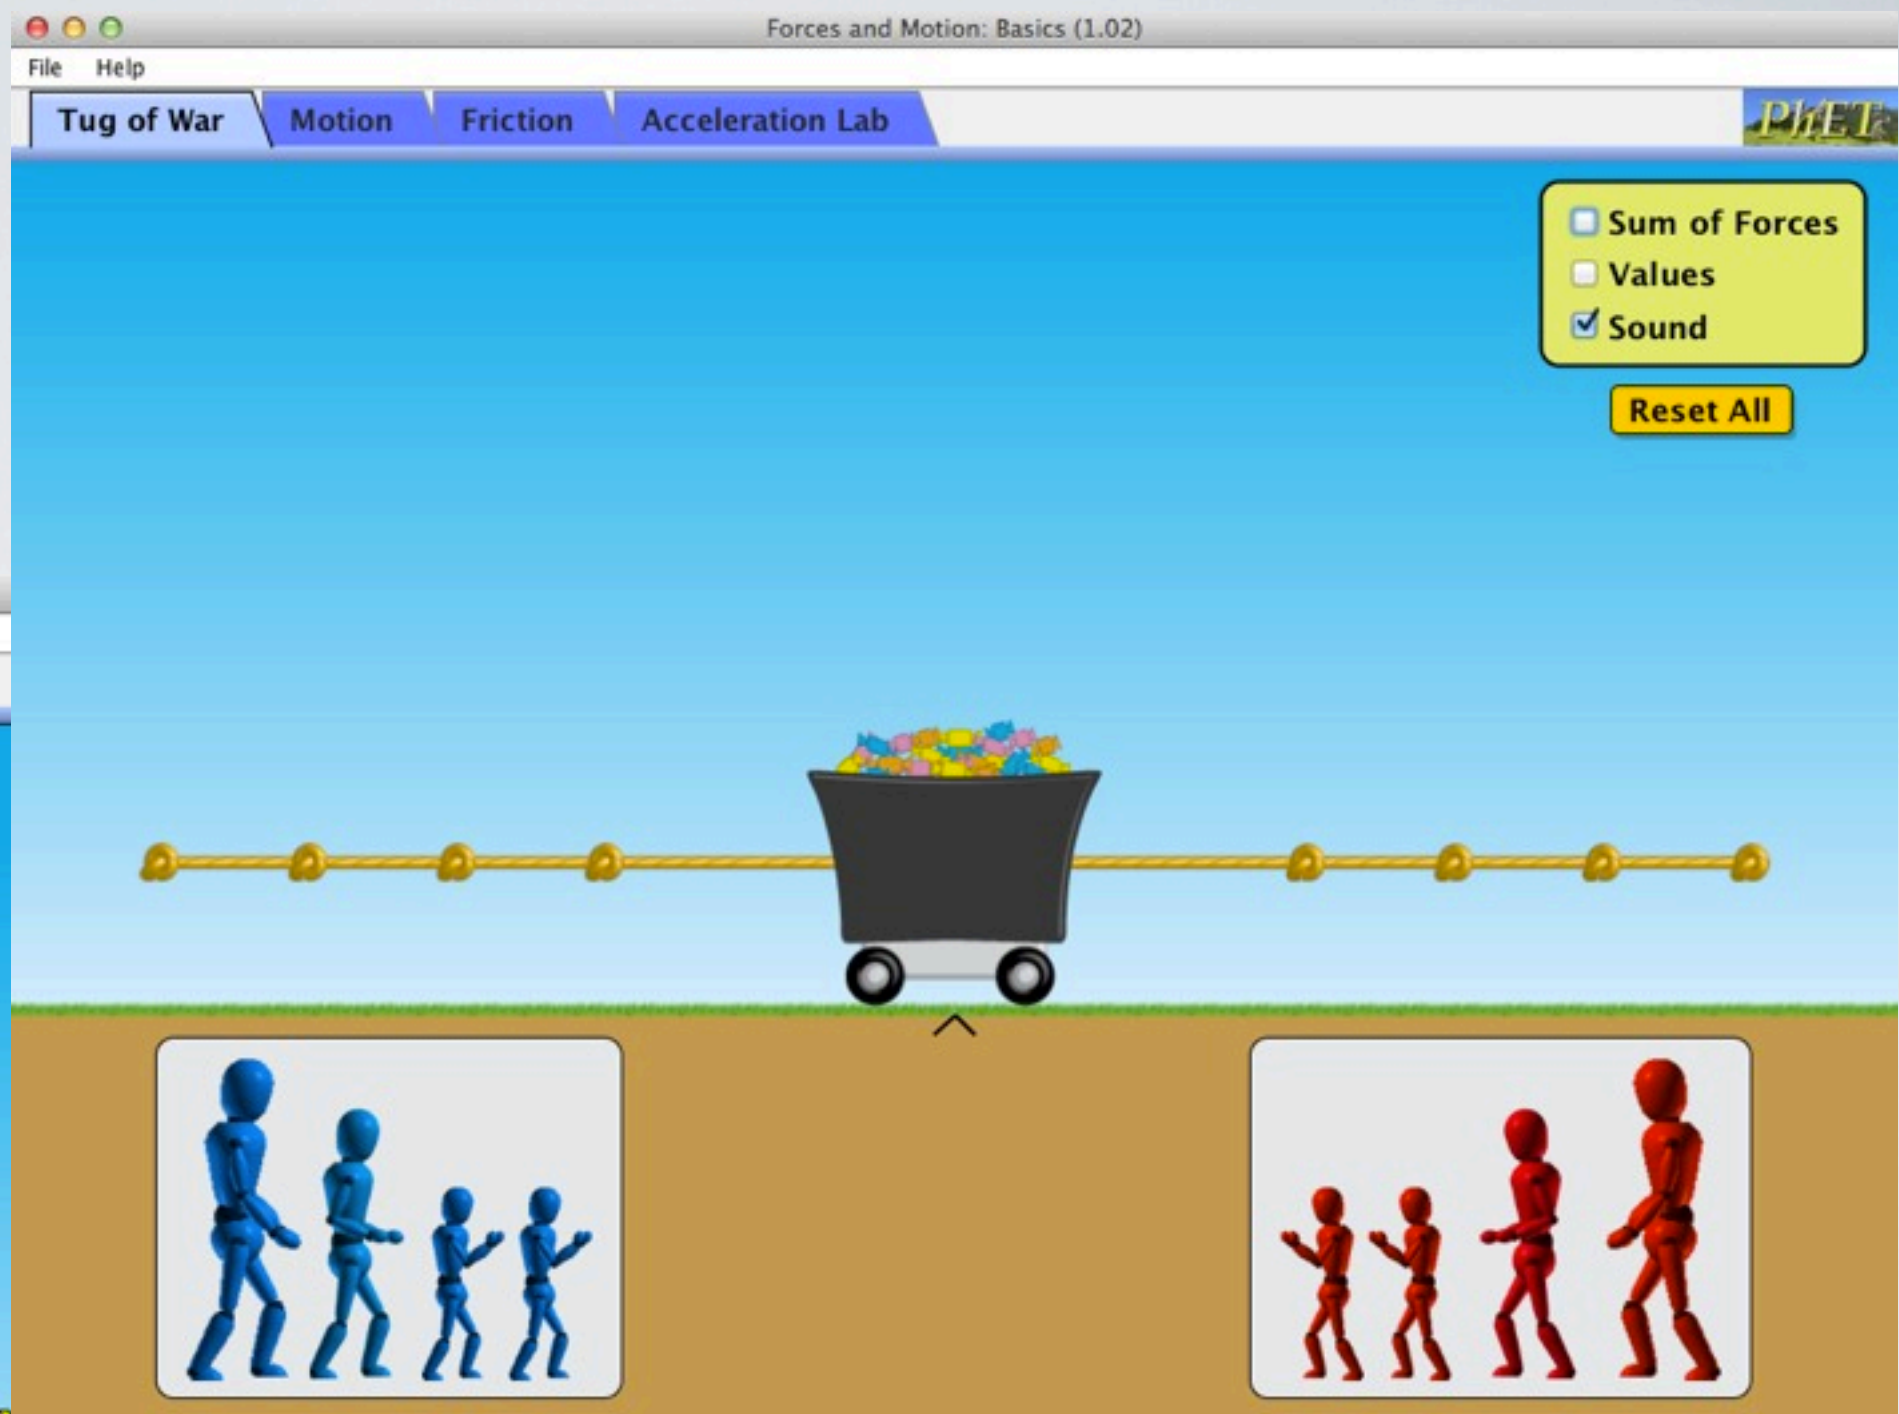 Forces and Motion: Basics (1.02)
File Help
Tug of War Motion Friction Acceleration Lab PhET
Sum of Forces
Values
Sound
Reset All